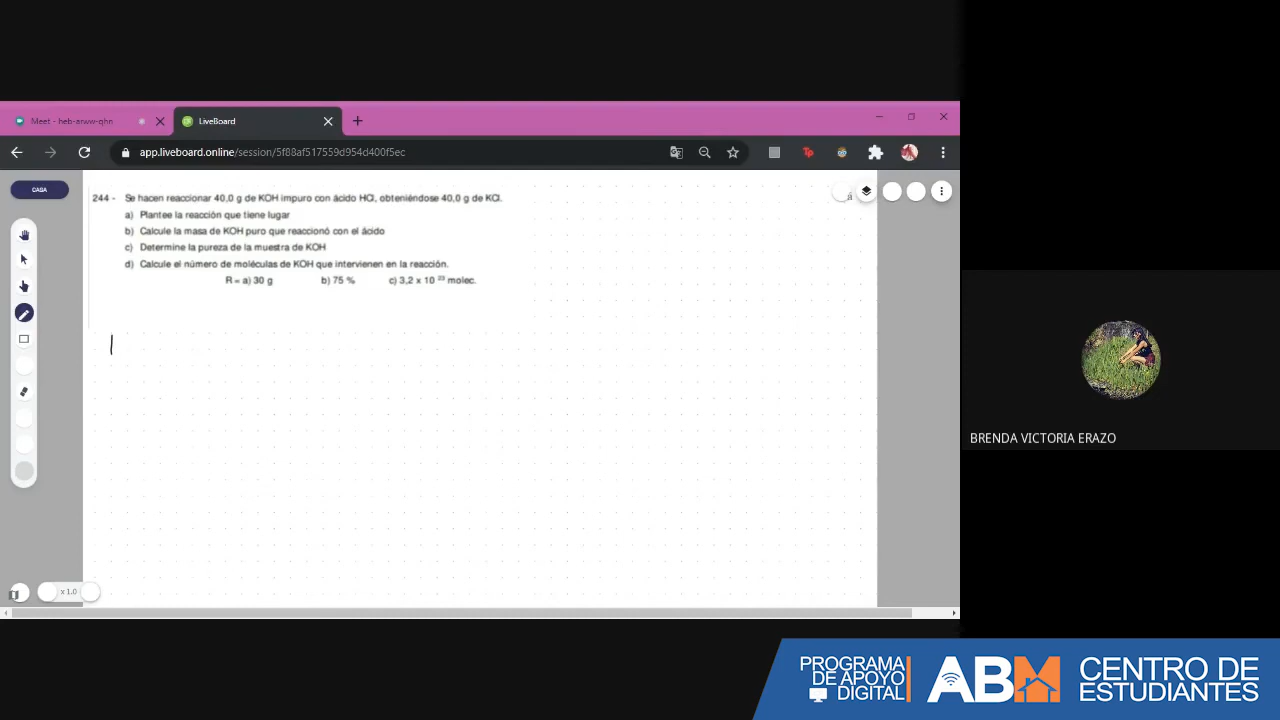 Meet - heb-arww-qhn
LiveBoard
app.liveboard.online/session/5f88af517559d954d400f5ec
CASA
244 - Se hacen reaccionar 40,0 g de KOH impuro con ácido HCl, obteniéndose 40,0 g de KCl.
a) Plantee la reacción que tiene lugar
b) Calcule la masa de KOH puro que reaccionó con el ácido
c) Determine la pureza de la muestra de KOH
d) Calcule el número de moléculas de KOH que intervienen en la reacción.
R = a) 30 g b) 75 % c) 3,2 x 10 23 molec.
x 1.0
BRENDA VICTORIA ERAZO
PROGRAMA
DE APOYO
DIGITAL
ABM
CENTRO DE
ESTUDIANTES